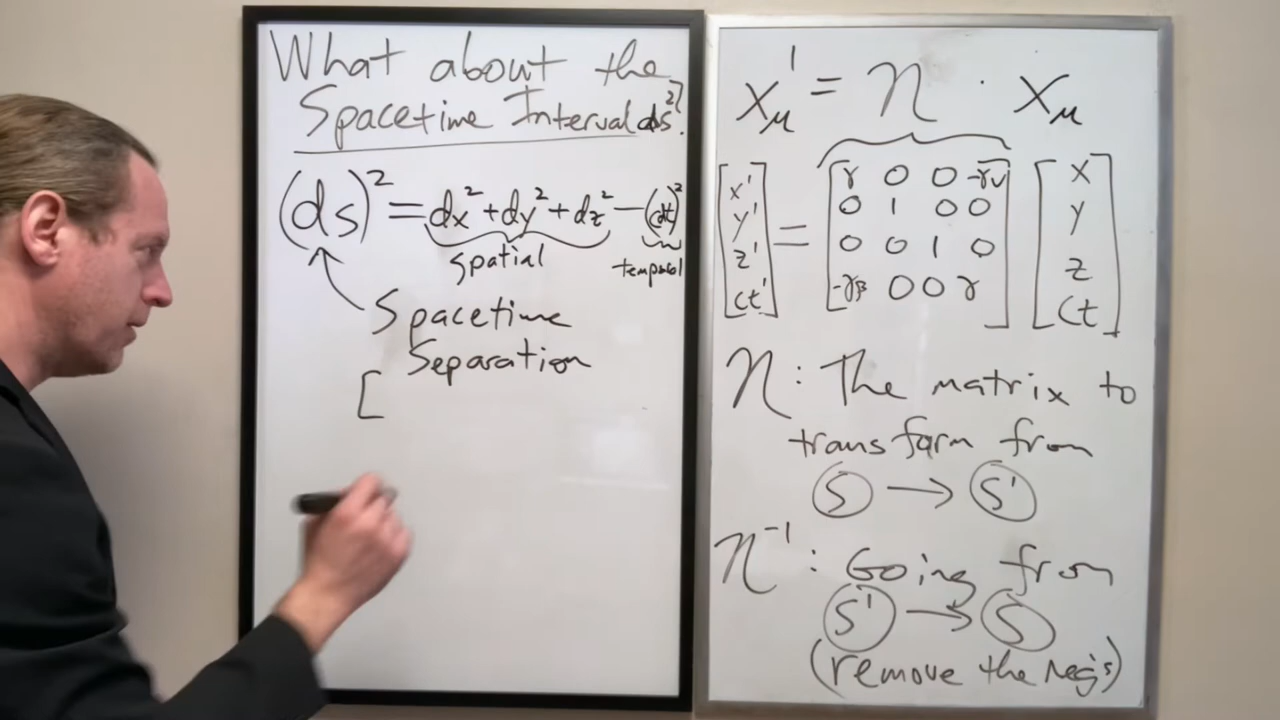 What about the
Spacetime Interval ds²?
(ds)² = dx² + dy² + dz² - (cdt)²
spatial
temporal
Spacetime
Separation
[
x'μ = η · xμ
[x' y' z' ct'] = [γ 0 0 -γv
0 1 0 0
0 0 1 0
-γβ 0 0 γ] [x y z ct]
η: The matrix to
transform from
S → S'
η⁻¹: Going from
S' → S
(remove the neg's)